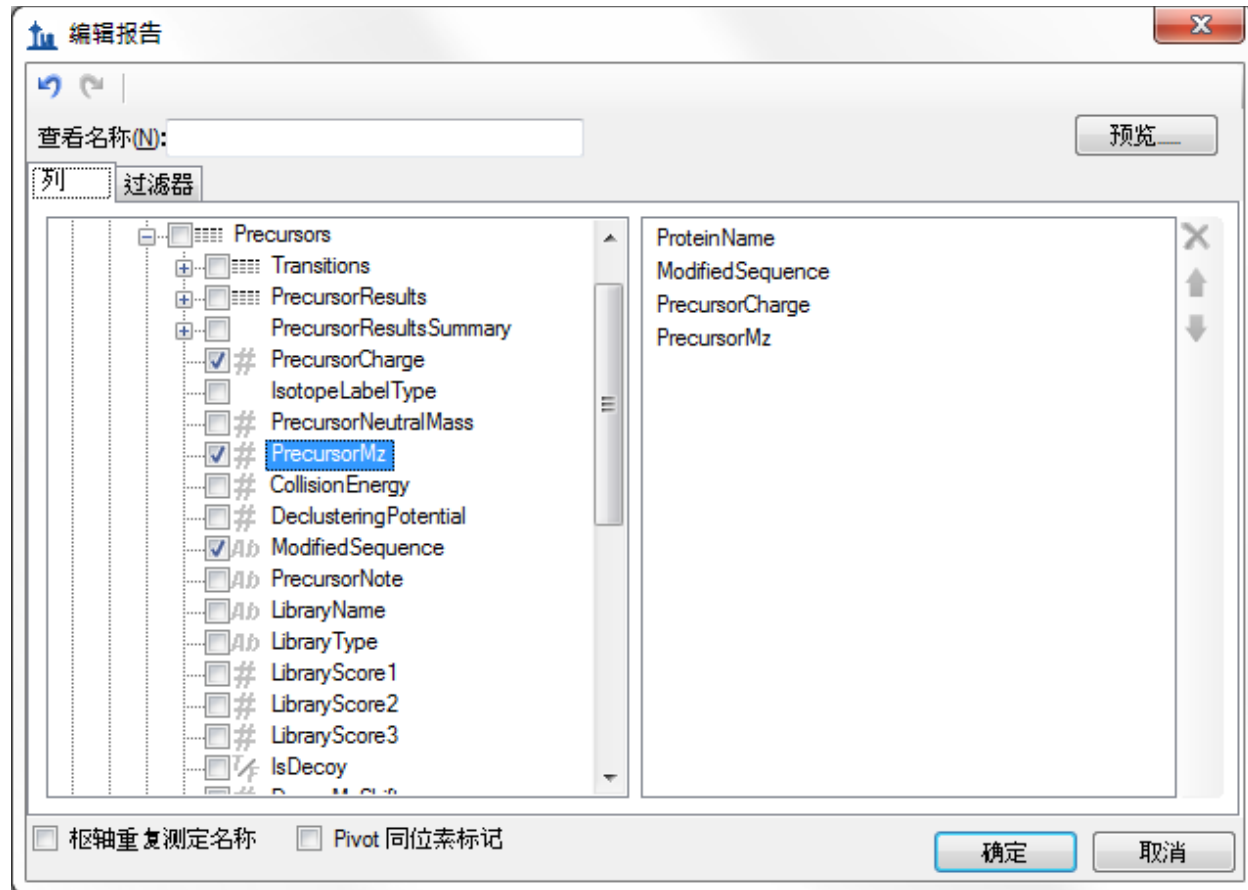 编辑报告
查看名称(N):
预览......
列
过滤器
Precursors
Transitions
PrecursorResults
PrecursorResultsSummary
PrecursorCharge
IsotopeLabelType
PrecursorNeutralMass
PrecursorMz
CollisionEnergy
DeclusteringPotential
ModifiedSequence
PrecursorNote
LibraryName
LibraryType
LibraryScore1
LibraryScore2
LibraryScore3
IsDecoy
ProteinName
ModifiedSequence
PrecursorCharge
PrecursorMz
枢轴重复测定名称
Pivot 同位素标记
确定
取消